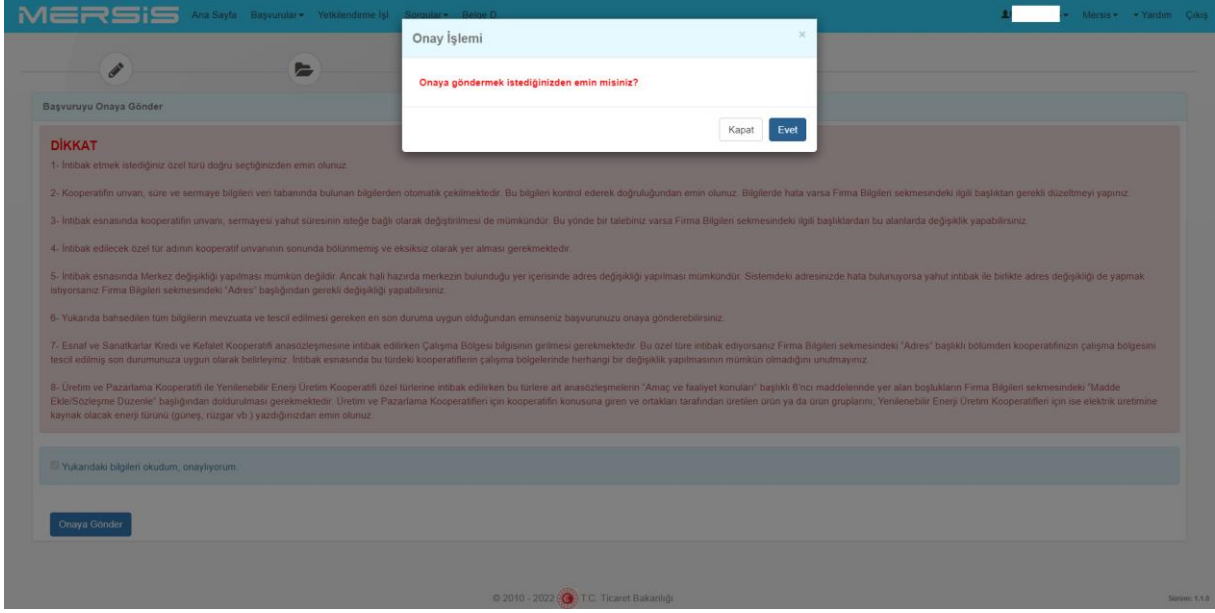 MERSiS Ana Sayfa Başvurular Yetkilendirme İşl Sorgular Belge D Mersis Yardım Çıkış
Onay İşlemi ×
Onaya göndermek istediğinizden emin misiniz?
Kapat Evet
Başvuruyu Onaya Gönder
DİKKAT
1- İntibak etmek istediğiniz özel türü doğru seçtiğinizden emin olunuz.
2- Kooperatifin unvan, süre ve sermaye bilgileri veri tabanında bulunan bilgilerden otomatik çekilmektedir. Bu bilgileri kontrol ederek doğruluğundan emin olunuz. Bilgilerde hata varsa Firma Bilgileri sekmesindeki ilgili başlıktan gerekli düzeltmeyi yapınız.
3- İntibak esnasında kooperatifin unvanı, sermayesi yahut süresinin isteğe bağlı olarak değiştirilmesi de mümkündür. Bu yönde bir talebiniz varsa Firma Bilgileri sekmesindeki ilgili başlıklardan bu alanlarda değişiklik yapabilirsiniz.
4- İntibak edilecek özel tür adının kooperatif unvanının sonunda bölünmemiş ve eksiksiz olarak yer alması gerekmektedir.
5- İntibak esnasında Merkez değişikliği yapılması mümkün değildir. Ancak hali hazırda merkezin bulunduğu yer içerisinde adres değişikliği yapılması mümkündür. Sistemdeki adresinizde hata bulunuyorsa yahut intibak ile birlikte adres değişikliği de yapmak
istiyorsanız Firma Bilgileri sekmesindeki "Adres" başlığından gerekli değişikliği yapabilirsiniz.
6- Yukarıda bahsedilen tüm bilgilerin mevzuata ve tescil edilmesi gereken en son duruma uygun olduğundan eminseniz başvurunuzu onaya gönderebilirsiniz.
7- Esnaf ve Sanatkarlar Kredi ve Kefalet Kooperatifi anasözleşmesine intibak edilirken Çalışma Bölgesi bilgisinin girilmesi gerekmektedir. Bu özel türe intibak ediyorsanız Firma Bilgileri sekmesindeki "Adres" başlıklı bölümden kooperatifinizin çalışma bölgesini
tescil edilmiş son durumunuza uygun olarak belirleyiniz. İntibak esnasında bu türdeki kooperatiflerin çalışma bölgelerinde herhangi bir değişiklik yapılmasının mümkün olmadığını unutmayınız.
8- Üretim ve Pazarlama Kooperatifi ile Yenilenebilir Enerji Üretim Kooperatifi özel türlerine intibak edilirken bu türlere ait anasözleşmelerin "Amaç ve faaliyet konuları" başlıklı 6'ncı maddelerinde yer alan boşlukların Firma Bilgileri sekmesindeki "Madde
Ekle/Sözleşme Düzenle" başlığından doldurulması gerekmektedir. Üretim ve Pazarlama Kooperatifleri için kooperatifin konusuna giren ve ortakları tarafından üretilen ürün ya da ürün gruplarını; Yenilenebilir Enerji Üretim Kooperatifleri için ise elektrik üretimine
kaynak olacak enerji türünü (güneş, rüzgar vb.) yazdığınızdan emin olunuz.
Yukarıdaki bilgileri okudum, onaylıyorum.
Onaya Gönder
© 2010 - 2022 T.C. Ticaret Bakanlığı
Sürüm: 1.1.0